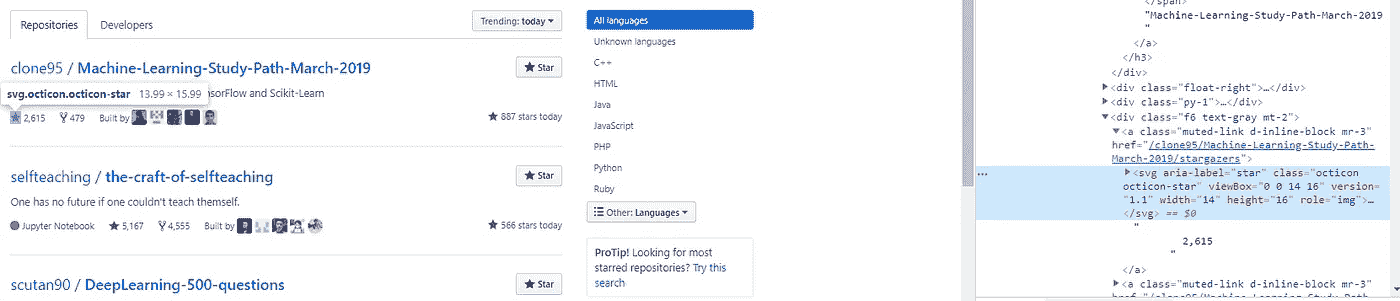 Repositories
Developers
Trending: today
clone95 / Machine-Learning-Study-Path-March-2019
Star
svg.octicon.octicon-star 13.99 × 15.99
nsorFlow and Scikit-Learn
2,615 479 Built by
887 stars today
selfteaching / the-craft-of-selfteaching
Star
One has no future if one couldn't teach themself.
Jupyter Notebook 5,167 4,555 Built by
566 stars today
scutan90 / DeepLearning-500-questions
Star
All languages
Unknown languages
C++
HTML
Java
JavaScript
PHP
Python
Ruby
Other: Languages
ProTip! Looking for most
starred repositories? Try this
search
</span>
"Machine-Learning-Study-Path-March-2019
"
</a>
</h3>
</div>
<div class="float-right">…</div>
<div class="py-1">…</div>
<div class="f6 text-gray mt-2">
<a class="muted-link d-inline-block mr-3"
href="/clone95/Machine-Learning-Study-Path-
March-2019/stargazers">
<svg aria-label="star" class="octicon
octicon-star" viewBox="0 0 14 16" version=
"1.1" width="14" height="16" role="img">…
</svg> == $0
"
2,615
"
</a>
<a class="muted-link d-inline-block mr-3"
href="/clone95/Machine-Learning-Study-Path-